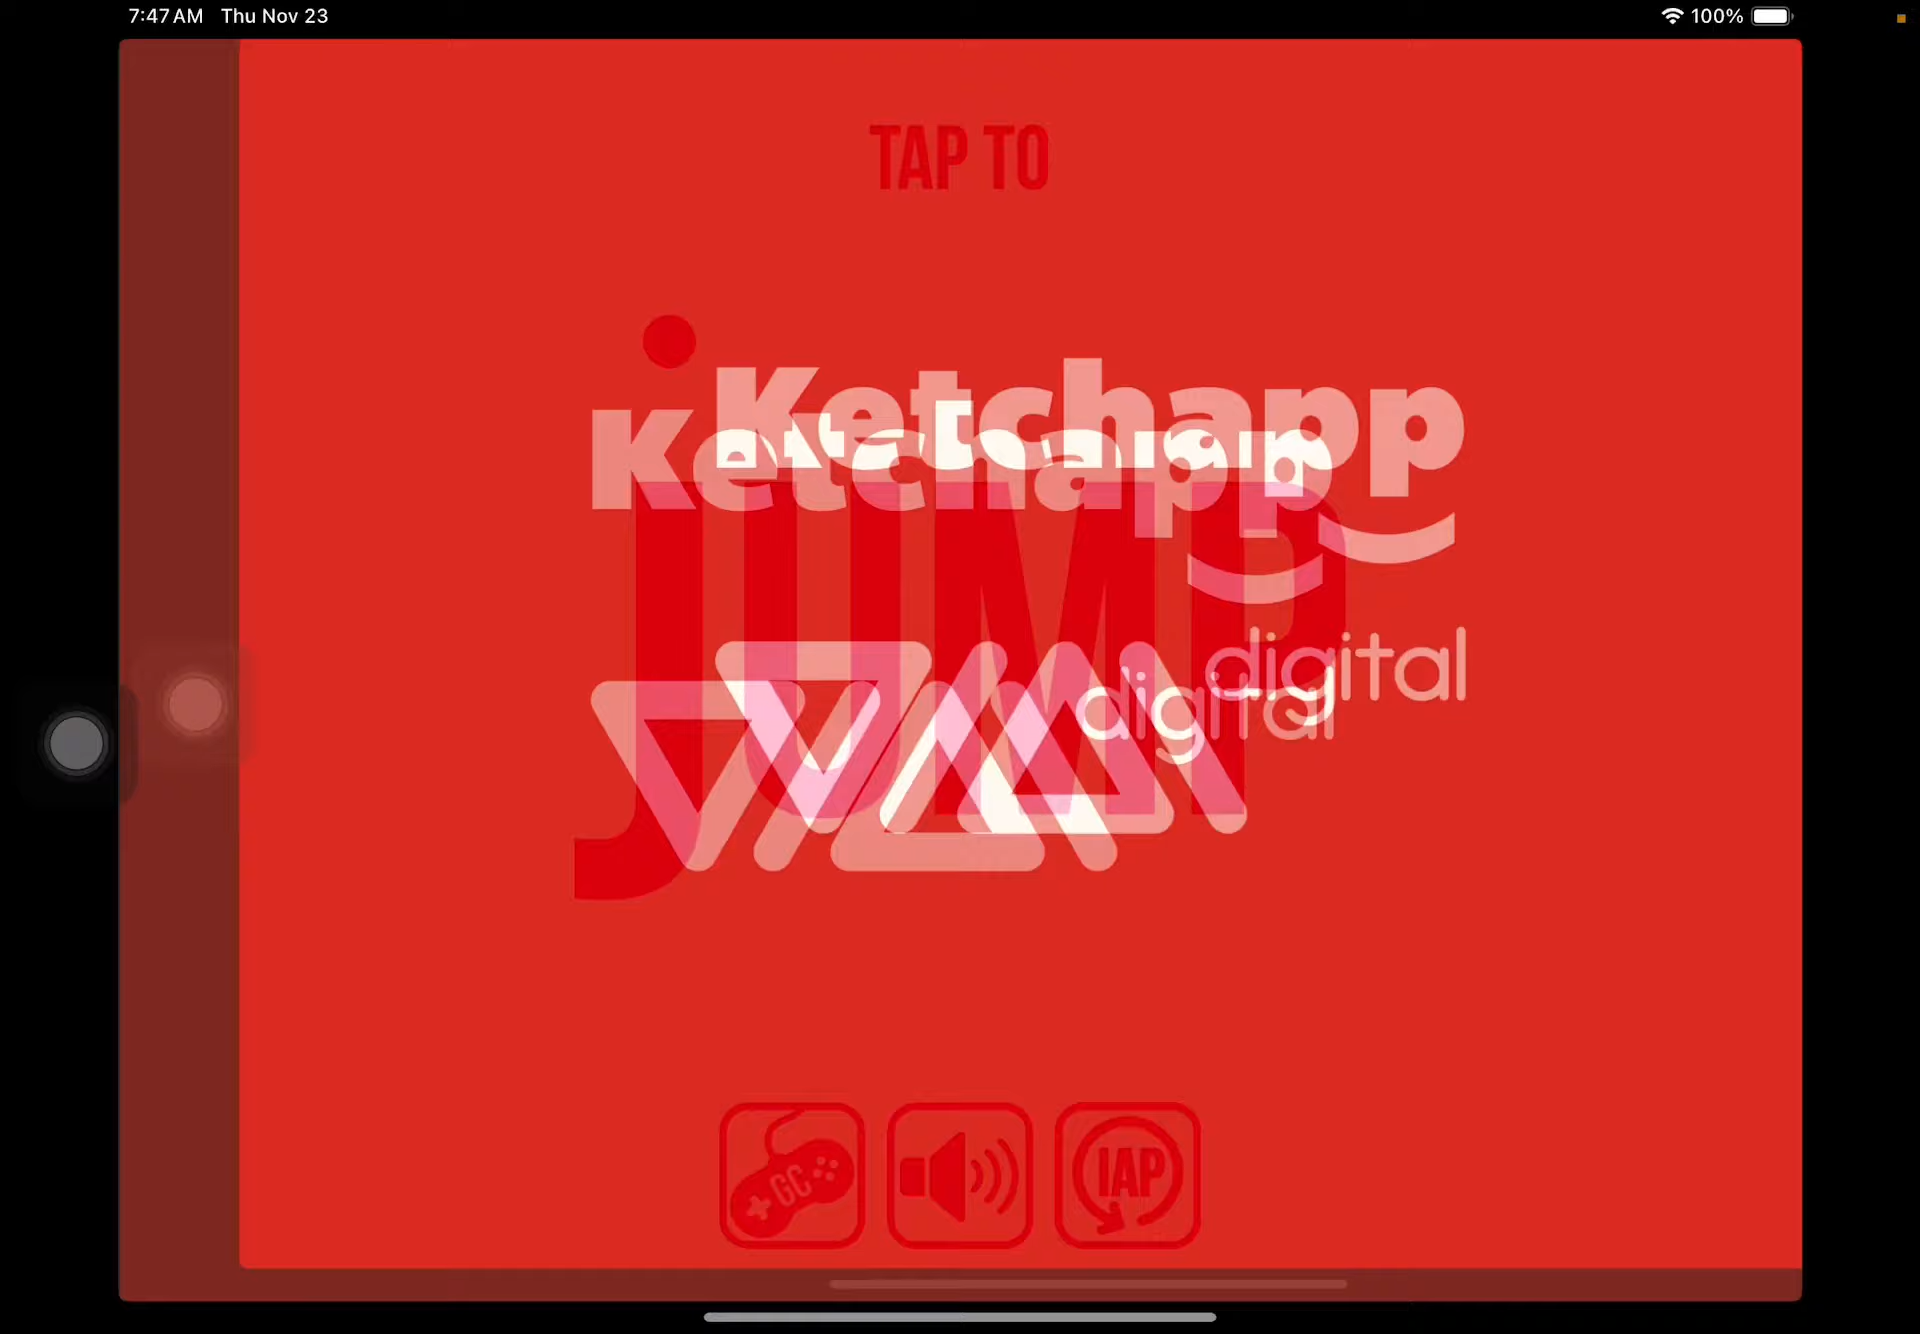 7:47 AM Thu Nov 23 100%
TAP TO
Ketchapp
Ketchapp
JUMP
digital
digital
GC IAP